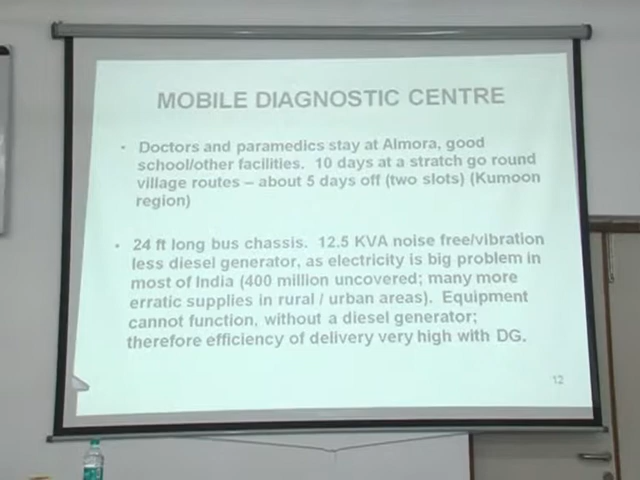 MOBILE DIAGNOSTIC CENTRE
• Doctors and paramedics stay at Almora, good
school/other facilities. 10 days at a stretch go round
village routes – about 5 days off (two slots) (Kumoon
region)
• 24 ft long bus chassis. 12.5 KVA noise free/vibration
less diesel generator, as electricity is big problem in
most of India (400 million uncovered; many more
erratic supplies in rural / urban areas). Equipment
cannot function, without a diesel generator;
therefore efficiency of delivery very high with DG.
12